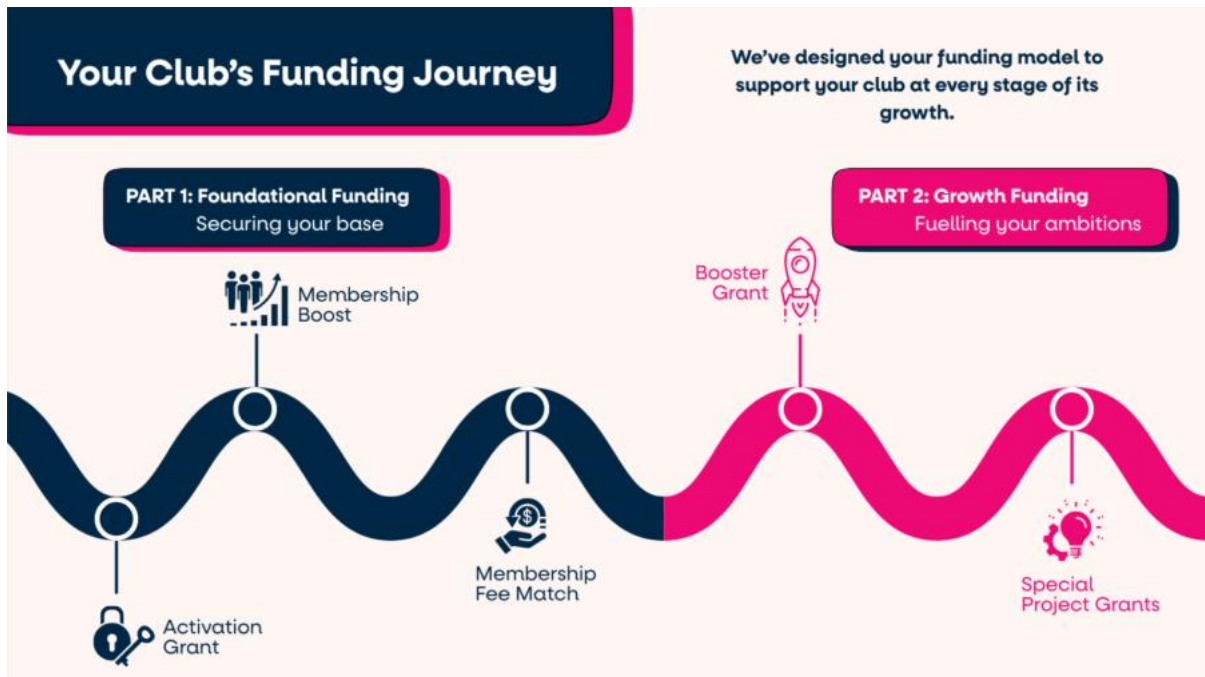 Your Club's Funding Journey
We've designed your funding model to
support your club at every stage of its
growth.
PART 1: Foundational Funding
Securing your base
PART 2: Growth Funding
Fuelling your ambitions
Membership
Boost
Booster
Grant
$
Membership
Fee Match
Special
Project Grants
Activation
Grant